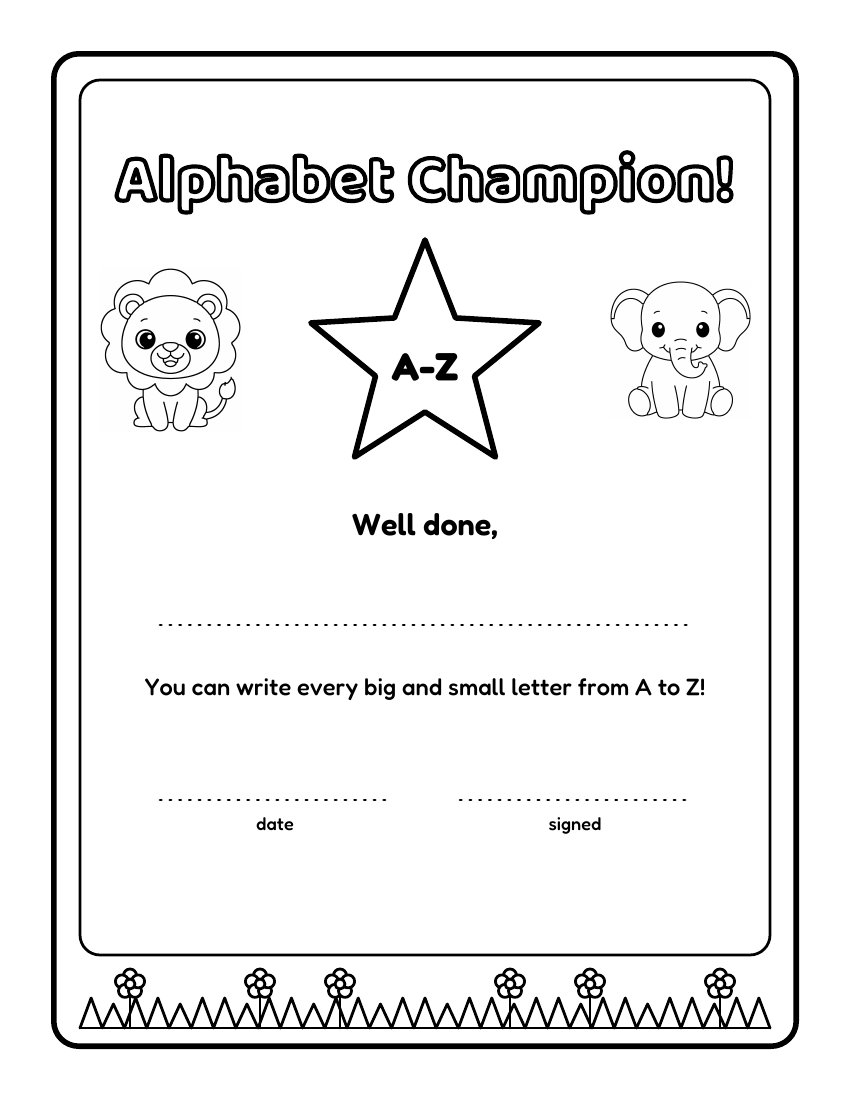 Alphabet Champion!
A-Z
Well done,
You can write every big and small letter from A to Z!
date
signed